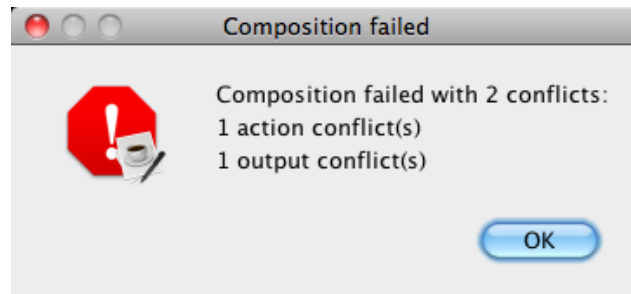 Composition failed
Composition failed with 2 conflicts:
1 action conflict(s)
1 output conflict(s)
OK